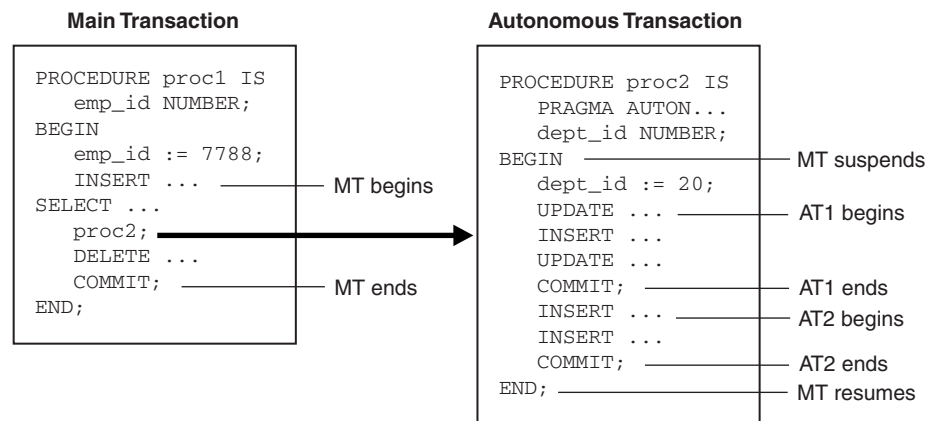 Main Transaction
PROCEDURE proc1 IS
emp_id NUMBER;
BEGIN
emp_id := 7788;
INSERT ... MT begins
SELECT ...
proc2;
DELETE ...
COMMIT; MT ends
END;
Autonomous Transaction
PROCEDURE proc2 IS
PRAGMA AUTON...
dept_id NUMBER;
BEGIN MT suspends
dept_id := 20;
UPDATE ... AT1 begins
INSERT ...
UPDATE ...
COMMIT; AT1 ends
INSERT ... AT2 begins
INSERT ...
COMMIT; AT2 ends
END; MT resumes